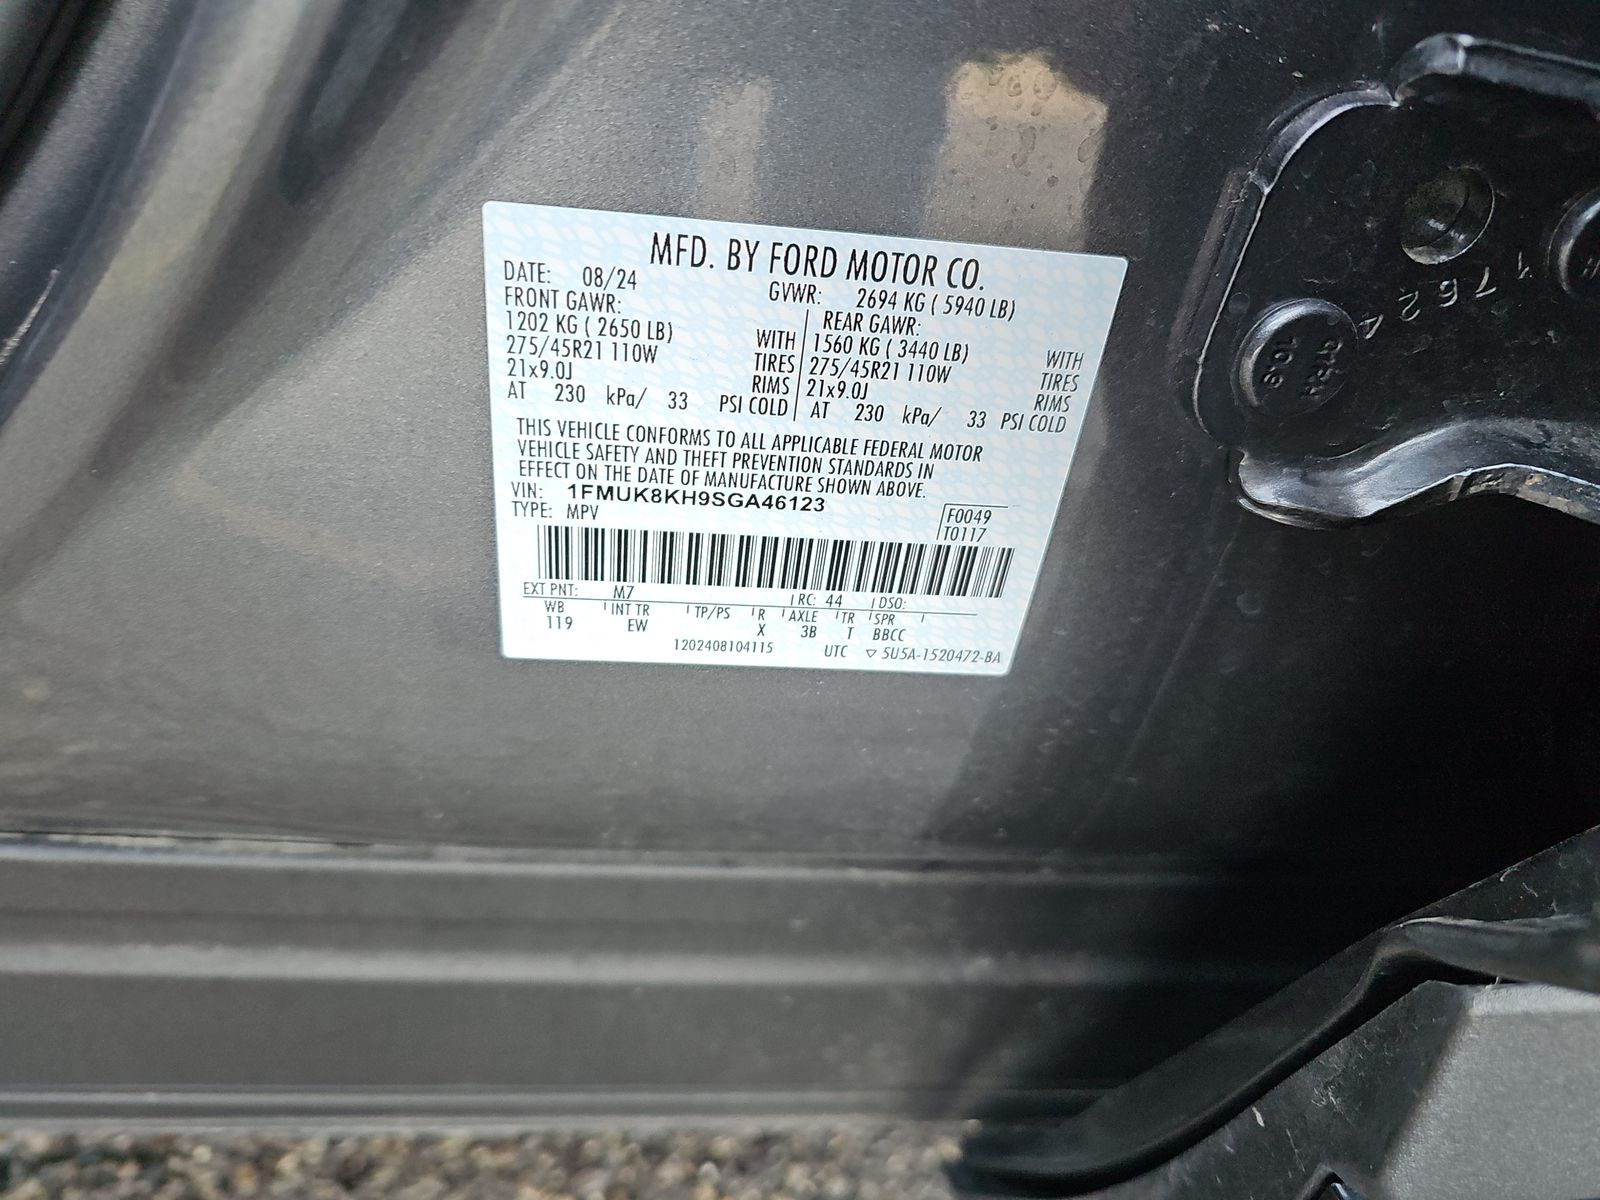 MFD. BY FORD MOTOR CO.
DATE: 08/24 GVWR: 2694 KG ( 5940 LB)
FRONT GAWR: REAR GAWR:
1202 KG ( 2650 LB) WITH 1560 KG ( 3440 LB) WITH
275/45R21 110W TIRES 275/45R21 110W TIRES
21x9.0J RIMS 21x9.0J RIMS
AT 230 kPa/ 33 PSI COLD AT 230 kPa/ 33 PSI COLD
THIS VEHICLE CONFORMS TO ALL APPLICABLE FEDERAL MOTOR
VEHICLE SAFETY AND THEFT PREVENTION STANDARDS IN
EFFECT ON THE DATE OF MANUFACTURE SHOWN ABOVE.
VIN: 1FMUK8KH9SGA46123 F0049
TYPE: MPV T0117
EXT PNT: M7 RC: 44 DSO:
WB INT TR TP/PS R AXLE TR SPR
119 EW X 3B T BBCC
1202408104115 UTC ▽ 5U5A-1520472-BA
17624
10.9